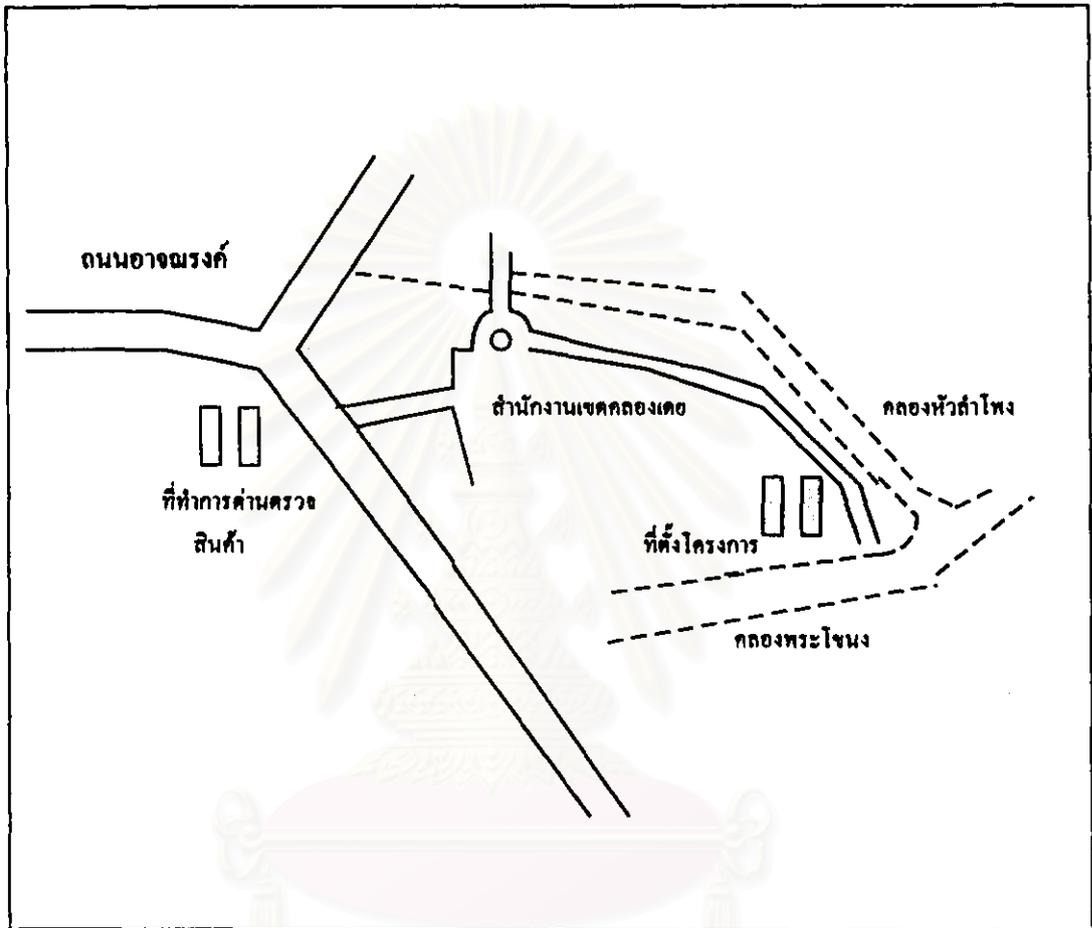 ถนนอาจณรงค์
สำนักงานเขตคลองเตย
คลองหัวลำโพง
ที่ทำการด่านตรวจ
สินค้า
ที่ตั้งโครงการ
คลองพระโขนง